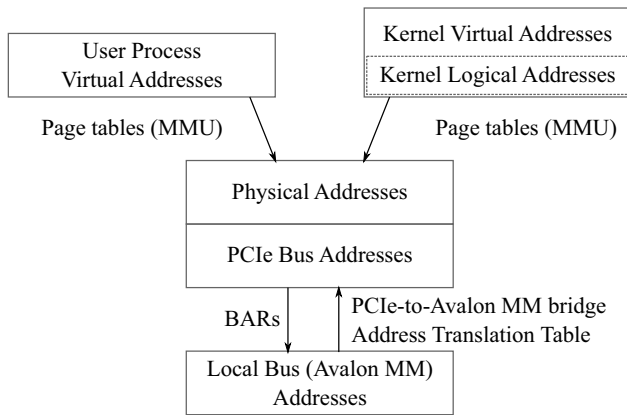 User Process
Virtual Addresses
Kernel Virtual Addresses
Kernel Logical Addresses
Page tables (MMU)
Page tables (MMU)
Physical Addresses
PCIe Bus Addresses
BARs
PCIe-to-Avalon MM bridge
Address Translation Table
Local Bus (Avalon MM)
Addresses